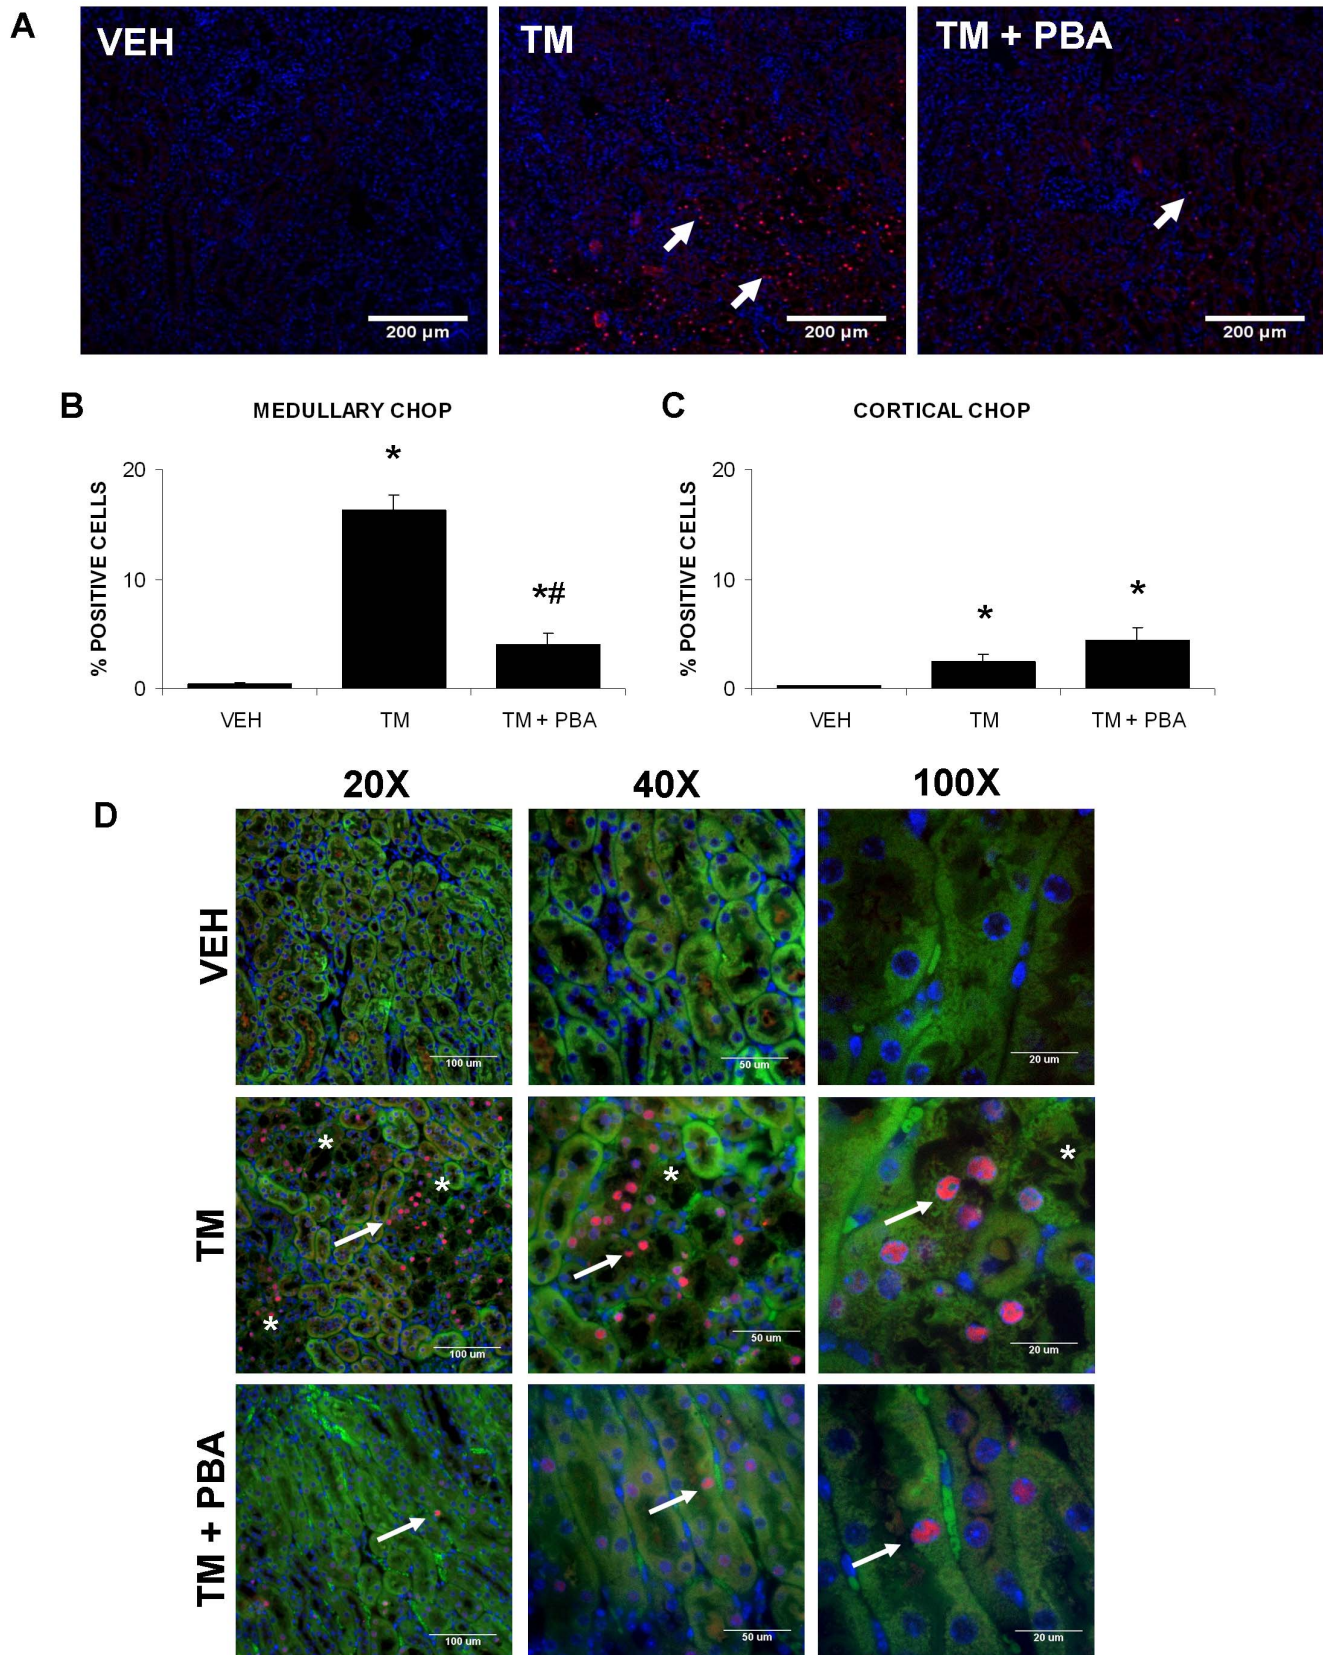 A
VEH
TM
TM + PBA
200 µm
200 µm
200 µm
B
MEDULLARY CHOP
% POSITIVE CELLS
20
10
0
*
*#
VEH
TM
TM + PBA
C
CORTICAL CHOP
% POSITIVE CELLS
20
10
0
*
*
VEH
TM
TM + PBA
D
20X
40X
100X
VEH
100 um
50 um
20 um
TM
*
*
*
100 um
*
50 um
*
20 um
TM + PBA
100 um
50 um
20 um